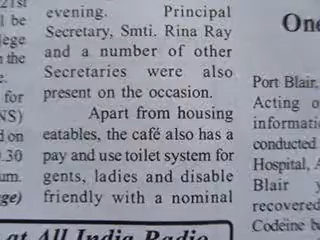 21st
l be
lege
n the
e.
for
NS)
d on
0.30
um.
ge)
evening. Principal
Secretary, Smti. Rina Ray
and a number of other
Secretaries were also
present on the occasion.
Apart from housing
eatables, the café also has a
pay and use toilet system for
gents, ladies and disable
friendly with a nominal
at All India Radio
One
Port Blair,
Acting o
informati
conducted
Hospital, A
Blair y
recovered
Codeine b